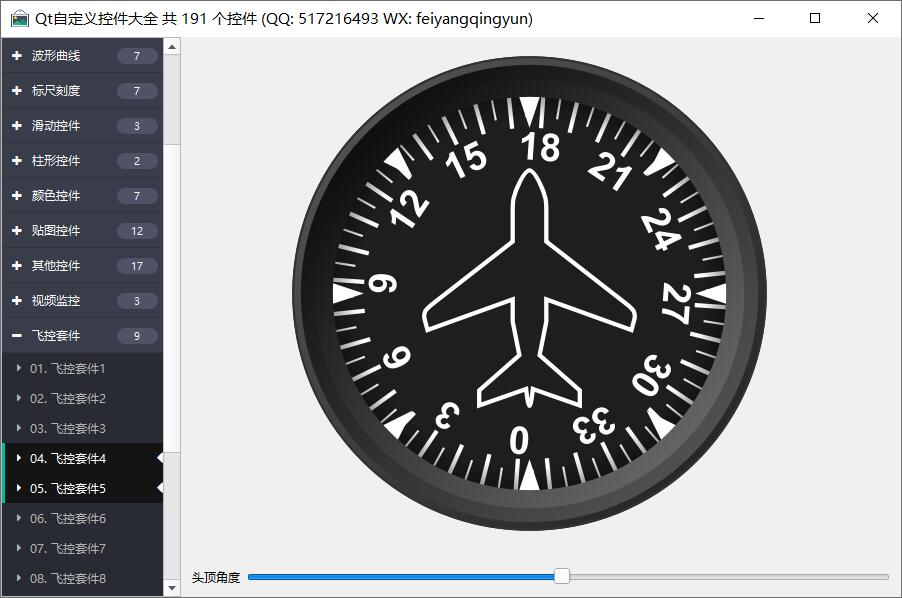 Qt自定义控件大全 共 191 个控件 (QQ: 517216493 WX: feiyangqingyun)
波形曲线 7
标尺刻度 7
滑动控件 3
柱形控件 2
颜色控件 7
贴图控件 12
其他控件 17
视频监控 3
飞控套件 9
01. 飞控套件1
02. 飞控套件2
03. 飞控套件3
04. 飞控套件4
05. 飞控套件5
06. 飞控套件6
07. 飞控套件7
08. 飞控套件8
18
21
24
27
30
33
0
3
6
9
12
15
头顶角度